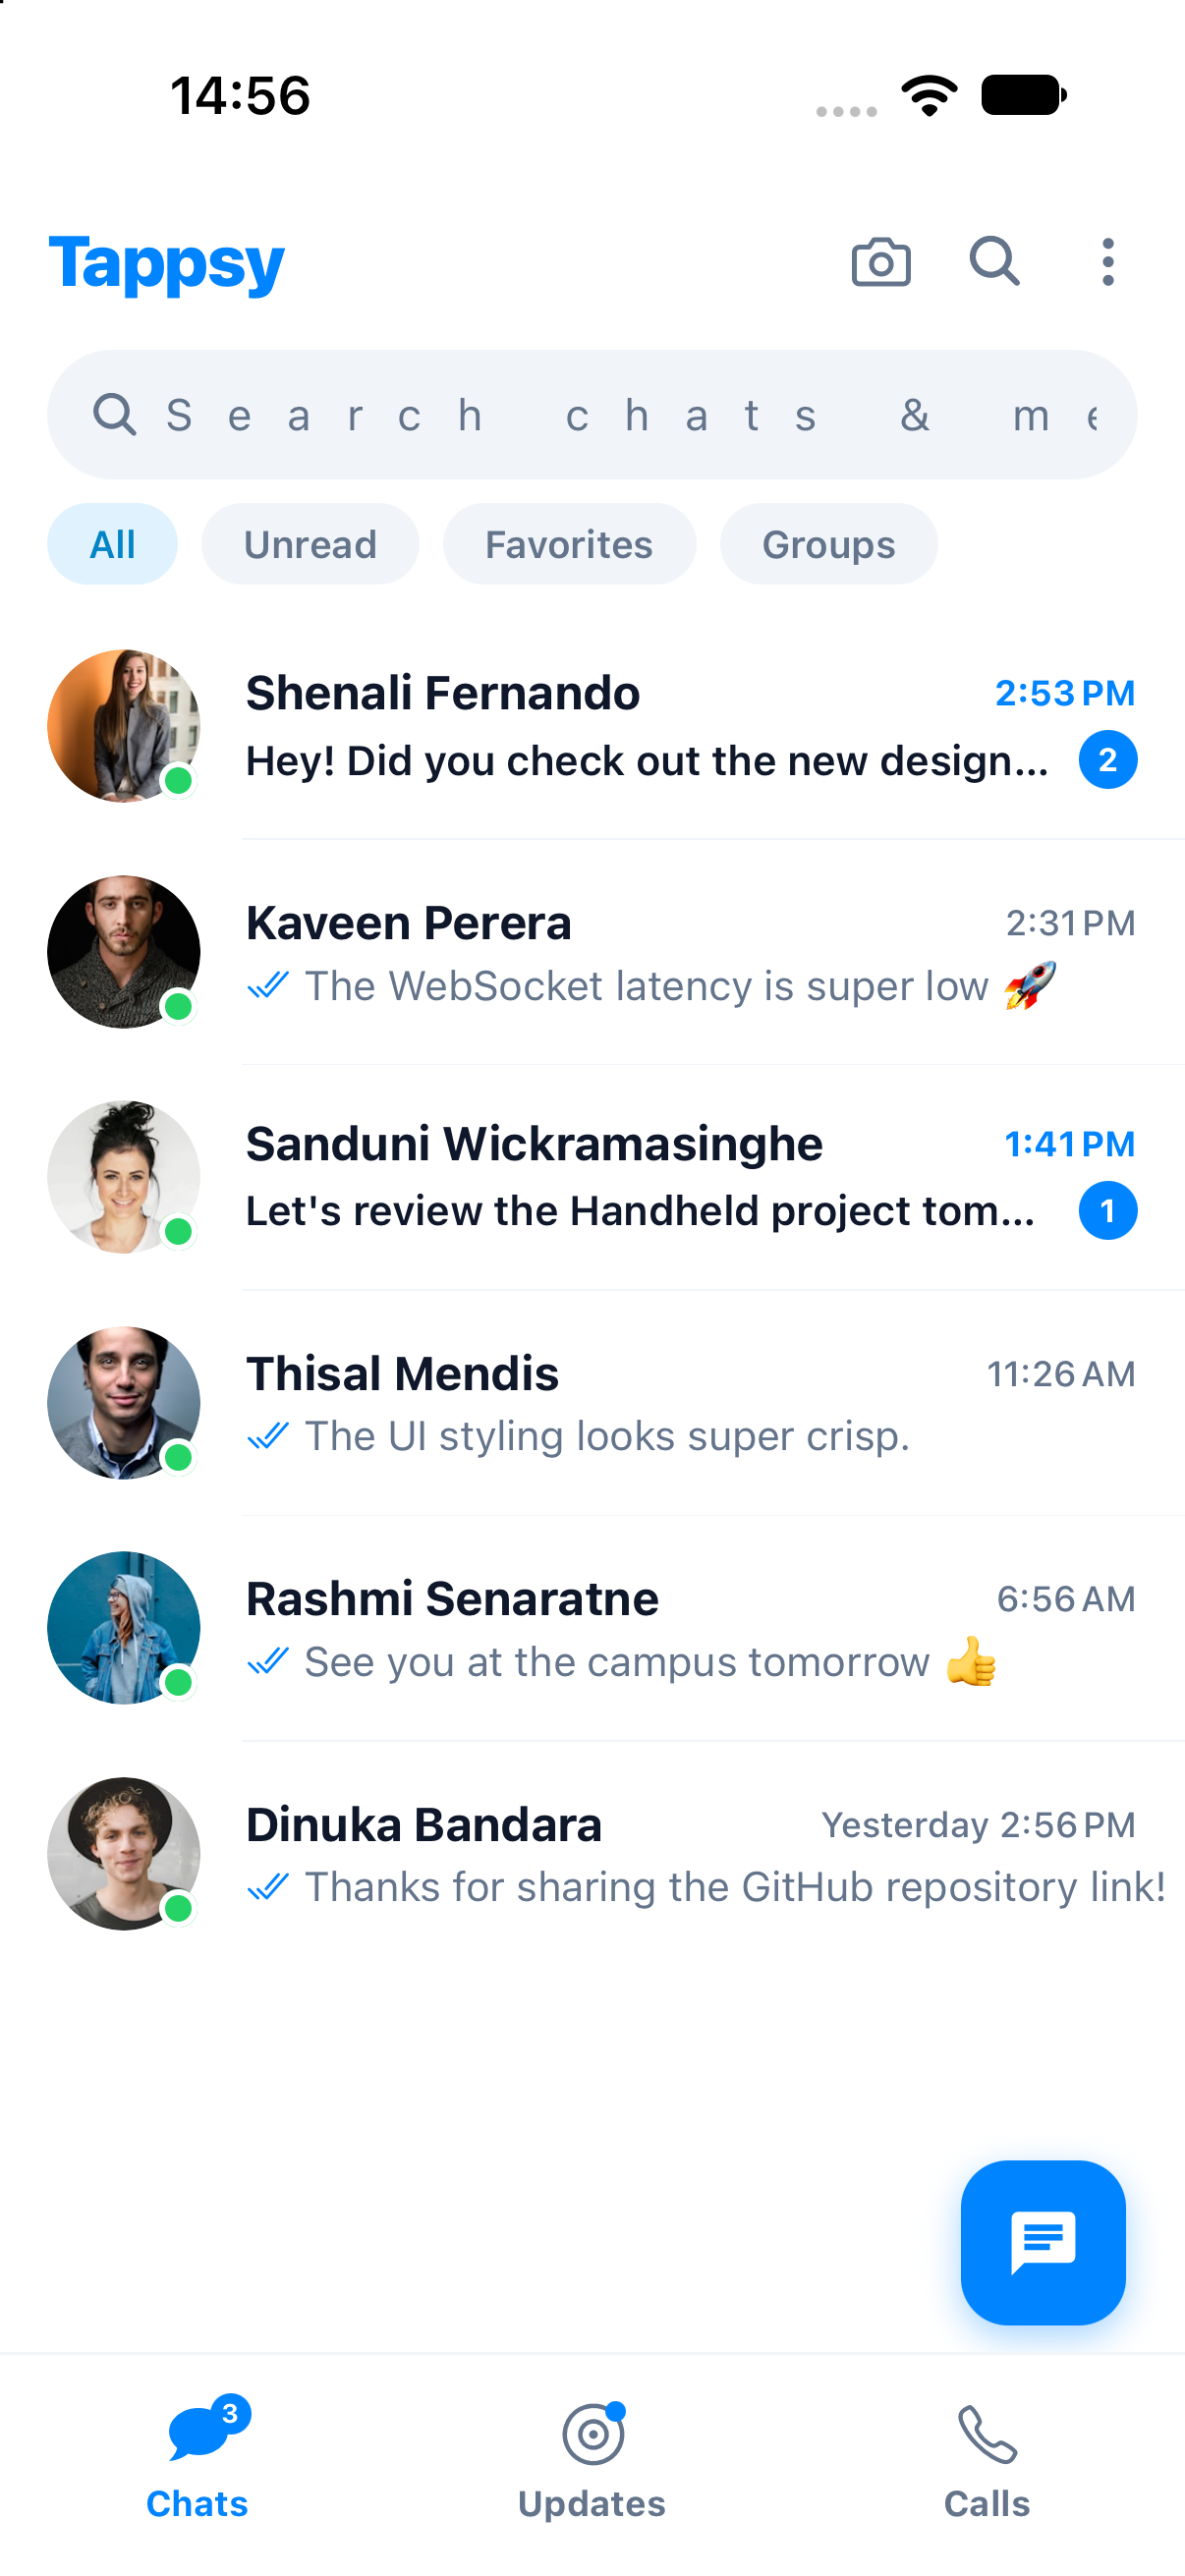 14:56
Tappsy
Search chats & me
All Unread Favorites Groups
Shenali Fernando 2:53 PM
Hey! Did you check out the new design... 2
Kaveen Perera 2:31 PM
The WebSocket latency is super low 🚀
Sanduni Wickramasinghe 1:41 PM
Let's review the Handheld project tom... 1
Thisal Mendis 11:26 AM
The UI styling looks super crisp.
Rashmi Senaratne 6:56 AM
See you at the campus tomorrow 👍
Dinuka Bandara Yesterday 2:56 PM
Thanks for sharing the GitHub repository link!
3
Chats Updates Calls